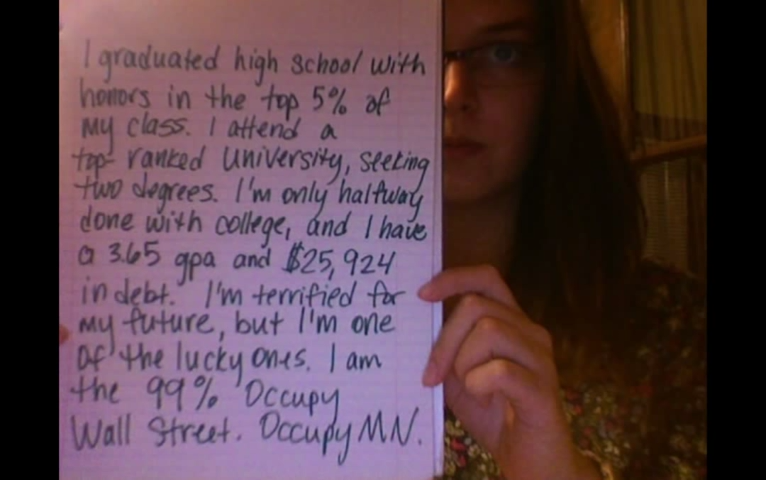 I graduated high school with
honors in the top 5% of
my class. I attend a
top-ranked University, seeking
two degrees. I'm only halfway
done with college, and I have
a 3.65 gpa and $25,924
in debt. I'm terrified for
my future, but I'm one
of the lucky ones. I am
the 99% Occupy
Wall Street. Occupy MN.